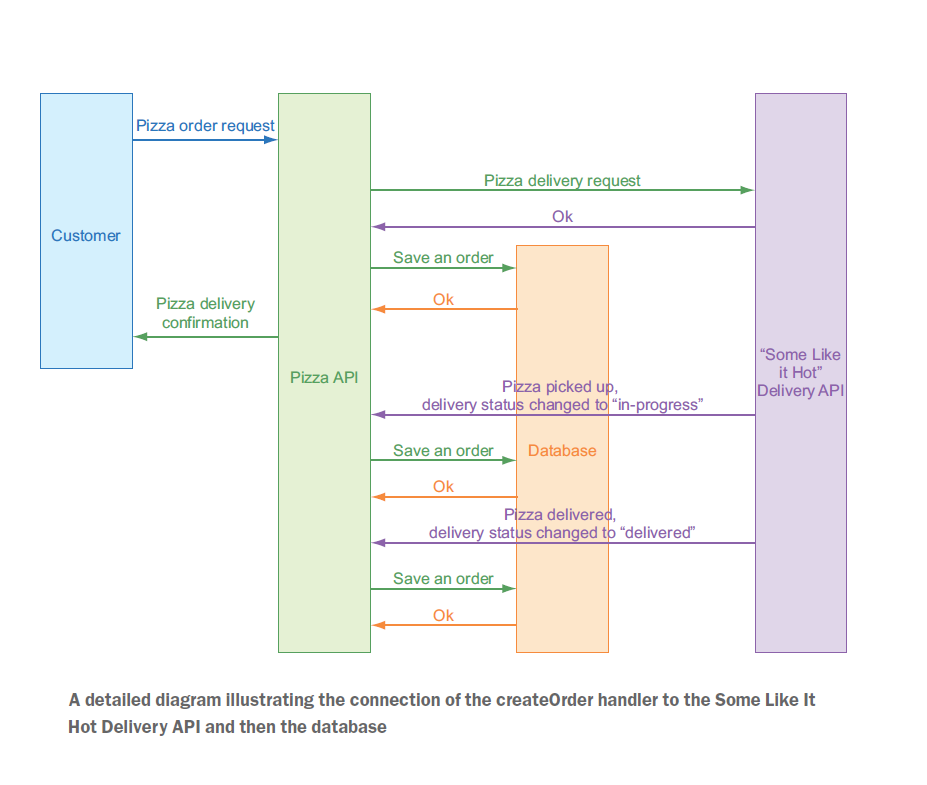 Pizza order request
Pizza delivery request
Customer
Ok
Save an order
Ok
Pizza delivery
confirmation
Pizza API
“Some Like
it Hot”
Delivery API
Pizza picked up,
delivery status changed to “in-progress”
Save an order
Database
Ok
Pizza delivered,
delivery status changed to “delivered”
Save an order
Ok
A detailed diagram illustrating the connection of the createOrder handler to the Some Like It
Hot Delivery API and then the database